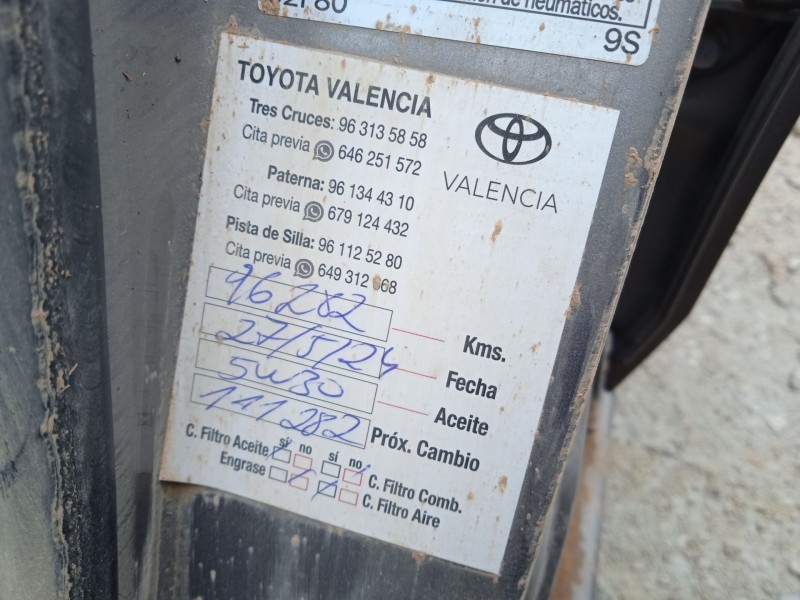 de neumáticos.
9S
TOYOTA VALENCIA
Tres Cruces: 96 313 58 58
Cita previa 646 251 572
Paterna: 96 134 43 10
Cita previa 679 124 432
Pista de Silla: 96 112 52 80
Cita previa 649 312 668
VALENCIA
96282 Kms.
27/5/24 Fecha
5W30 Aceite
111282 Próx. Cambio
C. Filtro Aceite sí no sí no C. Filtro Comb.
Engrase C. Filtro Aire